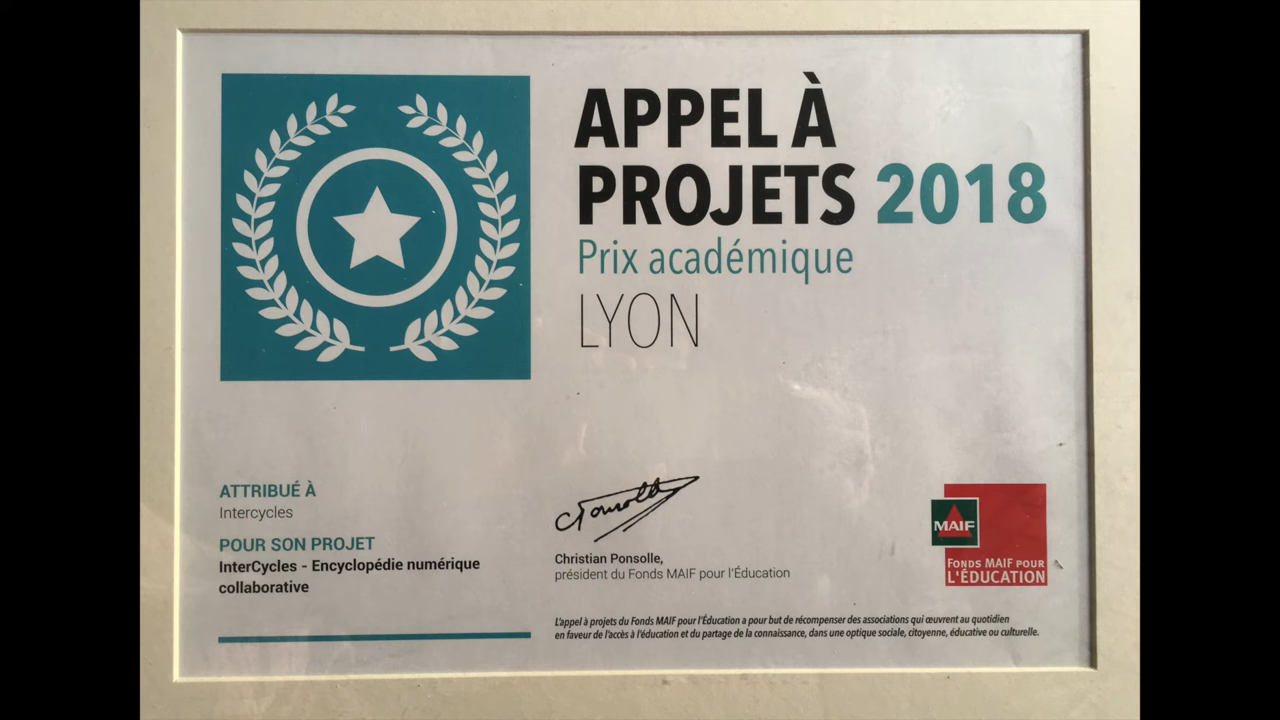 APPEL À
PROJETS 2018
Prix académique
LYON
ATTRIBUÉ À
Intercycles
POUR SON PROJET
InterCycles - Encyclopédie numérique
collaborative
Christian Ponsolle,
président du Fonds MAIF pour l'Éducation
MAIF
FONDS MAIF POUR
L'ÉDUCATION
L'appel à projets du Fonds MAIF pour l'Éducation a pour but de récompenser des associations qui œuvrent au quotidien
en faveur de l'accès à l'éducation et du partage de la connaissance, dans une optique sociale, citoyenne, éducative ou culturelle.